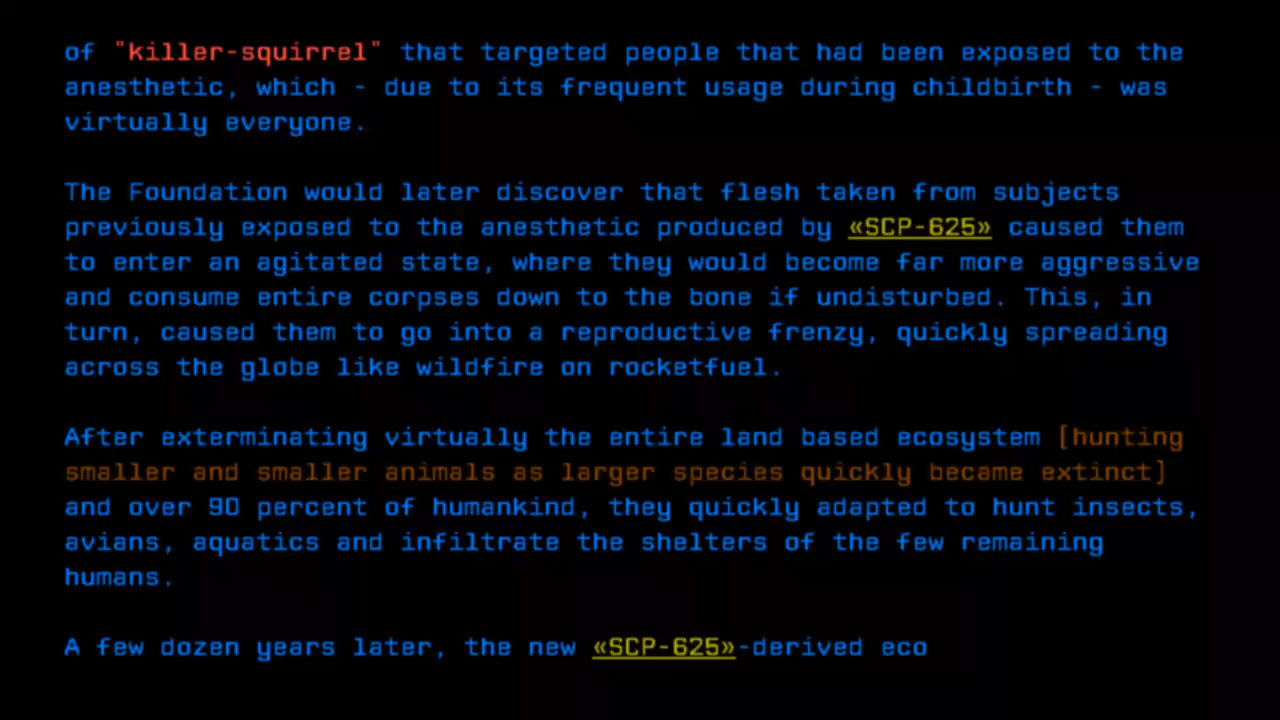 of "killer-squirrel" that targeted people that had been exposed to the
anesthetic, which - due to its frequent usage during childbirth - was
virtually everyone.
The Foundation would later discover that flesh taken from subjects
previously exposed to the anesthetic produced by «SCP-625» caused them
to enter an agitated state, where they would become far more aggressive
and consume entire corpses down to the bone if undisturbed. This, in
turn, caused them to go into a reproductive frenzy, quickly spreading
across the globe like wildfire on rocketfuel.
After exterminating virtually the entire land based ecosystem [hunting
smaller and smaller animals as larger species quickly became extinct]
and over 90 percent of humankind, they quickly adapted to hunt insects,
avians, aquatics and infiltrate the shelters of the few remaining
humans.
A few dozen years later, the new «SCP-625»-derived eco